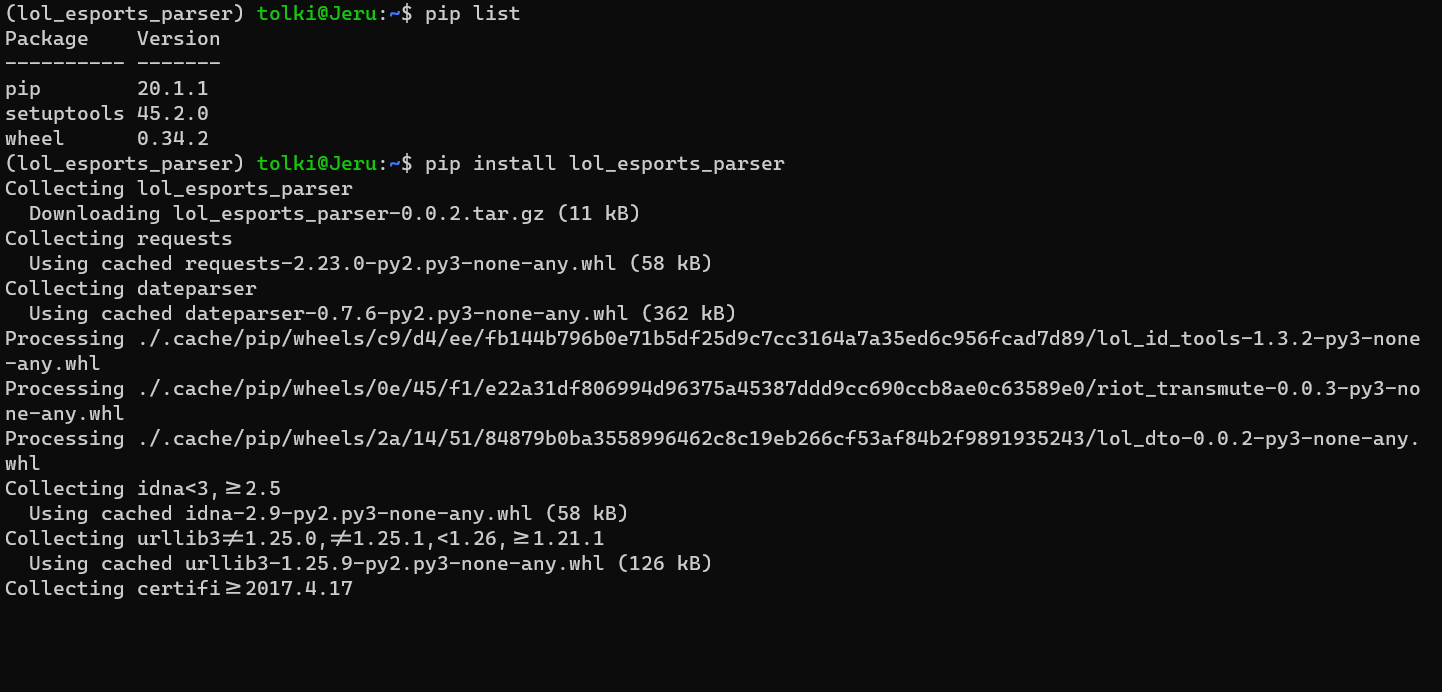 (lol_esports_parser) tolki@Jeru:~$ pip list
Package    Version
---------- -------
pip        20.1.1
setuptools 45.2.0
wheel      0.34.2
(lol_esports_parser) tolki@Jeru:~$ pip install lol_esports_parser
Collecting lol_esports_parser
  Downloading lol_esports_parser-0.0.2.tar.gz (11 kB)
Collecting requests
  Using cached requests-2.23.0-py2.py3-none-any.whl (58 kB)
Collecting dateparser
  Using cached dateparser-0.7.6-py2.py3-none-any.whl (362 kB)
Processing ./.cache/pip/wheels/c9/d4/ee/fb144b796b0e71b5df25d9c7cc3164a7a35ed6c956fcad7d89/lol_id_tools-1.3.2-py3-none
-any.whl
Processing ./.cache/pip/wheels/0e/45/f1/e22a31df806994d96375a45387ddd9cc690ccb8ae0c63589e0/riot_transmute-0.0.3-py3-no
ne-any.whl
Processing ./.cache/pip/wheels/2a/14/51/84879b0ba3558996462c8c19eb266cf53af84b2f9891935243/lol_dto-0.0.2-py3-none-any.
whl
Collecting idna<3,≥2.5
  Using cached idna-2.9-py2.py3-none-any.whl (58 kB)
Collecting urllib3≠1.25.0,≠1.25.1,<1.26,≥1.21.1
  Using cached urllib3-1.25.9-py2.py3-none-any.whl (126 kB)
Collecting certifi≥2017.4.17